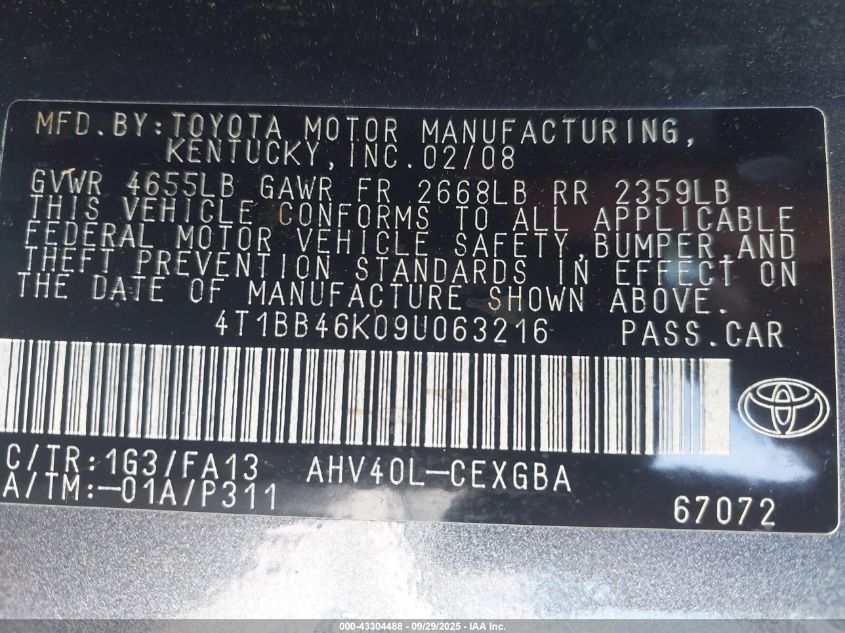 MFD.BY:TOYOTA MOTOR MANUFACTURING,
KENTUCKY,INC.02/08
GVWR 4655LB GAWR FR 2668LB RR 2359LB
THIS VEHICLE CONFORMS TO ALL APPLICABLE
FEDERAL MOTOR VEHICLE SAFETY,BUMPER,AND
THEFT PREVENTION STANDARDS IN EFFECT ON
THE DATE OF MANUFACTURE SHOWN ABOVE.
4T1BB46K09U063216 PASS.CAR
C/TR:1G3/FA13 AHV40L-CEXGBA
A/TM:-01A/P311 67072
000-43304488 - 09/29/2025 - IAA Inc.